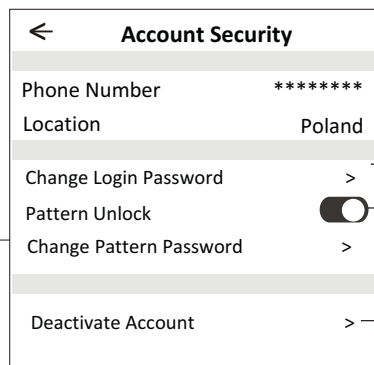 Account Security
Phone Number ********
Location Poland
Change Login Password >
Pattern Unlock
Change Pattern Password >
Deactivate Account >